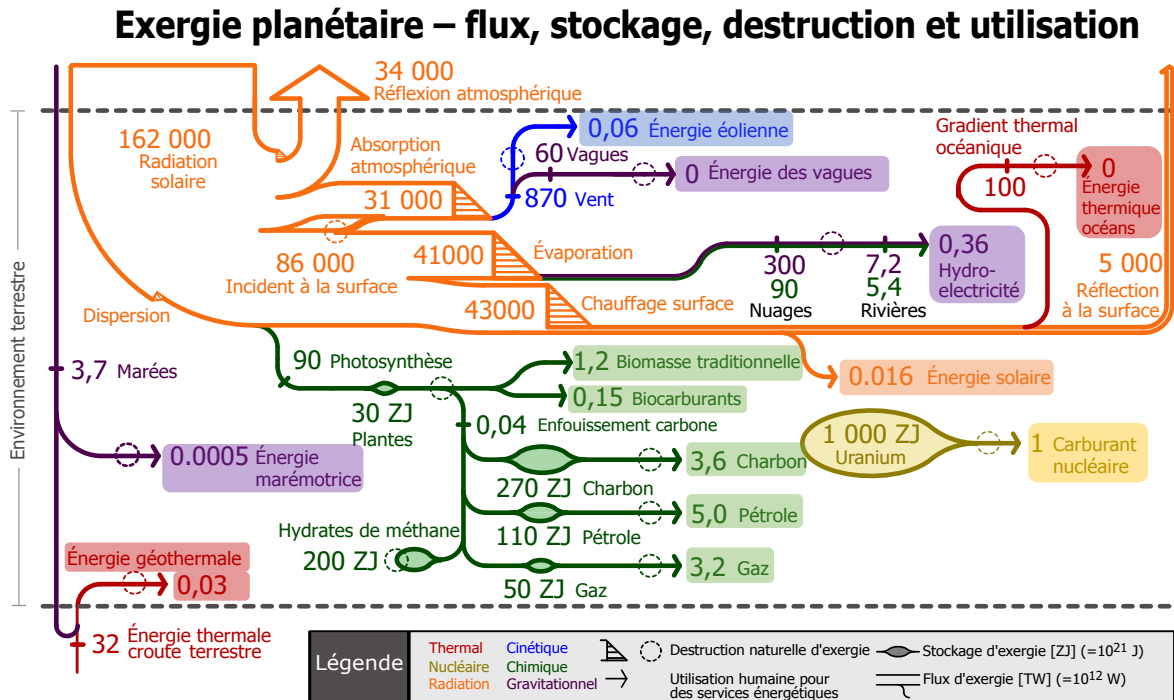 Exergie planétaire – flux, stockage, destruction et utilisation
34 000
Réflexion atmosphérique
162 000
Radiation
solaire
Absorption
atmosphérique
31 000
0,06 Énergie éolienne
60 Vagues
0 Énergie des vagues
870 Vent
Gradient thermal
océanique
100
0
Énergie
thermique
océans
41000
Évaporation
86 000
Incident à la surface
43000
Chauffage surface
300
90
Nuages
7,2
5,4
Rivières
0,36
Hydro-
electricité
5 000
Réflection
à la surface
Dispersion
Environnement terrestre
3,7 Marées
90 Photosynthèse
30 ZJ
Plantes
1,2 Biomasse traditionnelle
0,15 Biocarburants
0.016 Énergie solaire
0,04 Enfouissement carbone
1 000 ZJ
Uranium
1 Carburant
nucléaire
0.0005 Énergie
marémotrice
3,6 Charbon
270 ZJ Charbon
5,0 Pétrole
110 ZJ Pétrole
Hydrates de méthane
200 ZJ
3,2 Gaz
50 ZJ Gaz
Énergie géothermale
0,03
32 Énergie thermale
croute terrestre
Légende
Thermal
Nucléaire
Radiation
Cinétique
Chimique
Gravitationnel
Destruction naturelle d'exergie
Utilisation humaine pour
des services énergétiques
Stockage d'exergie [ZJ] (=10²¹ J)
Flux d'exergie [TW] (=10¹² W)